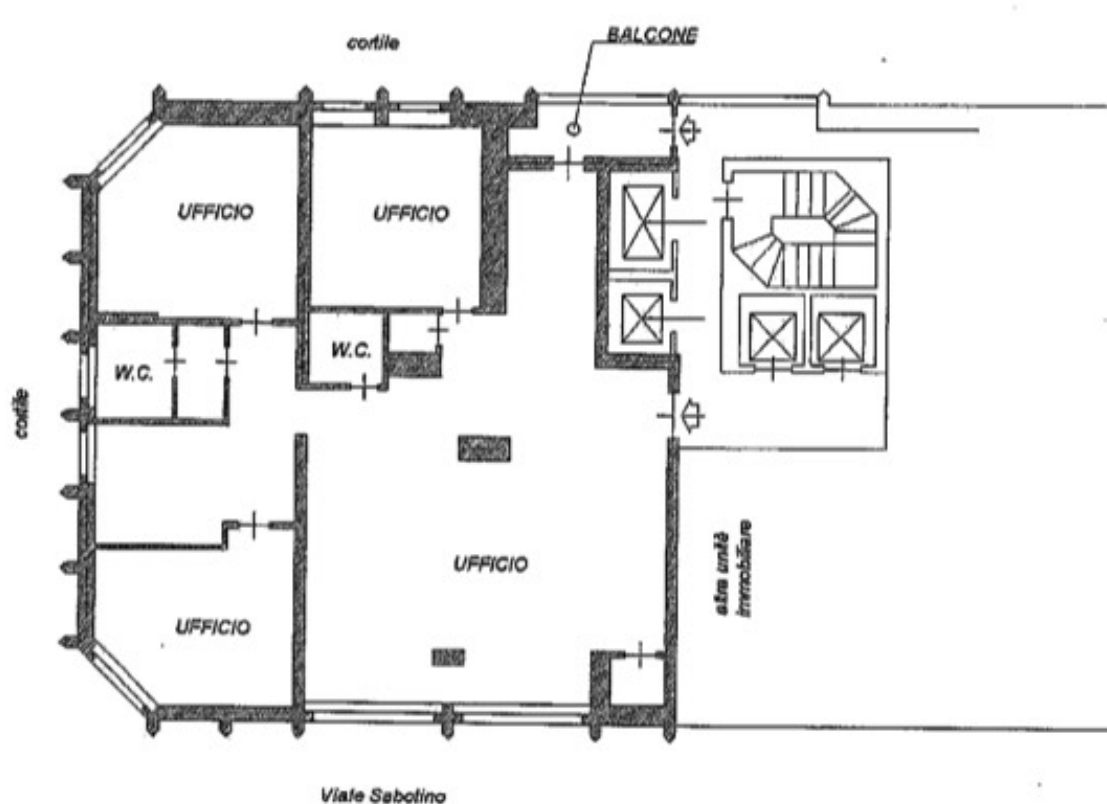 cortile
BALCONE
UFFICIO
UFFICIO
W.C.
W.C.
cortile
UFFICIO
altra unità
immobiliare
UFFICIO
Viale Sabotino